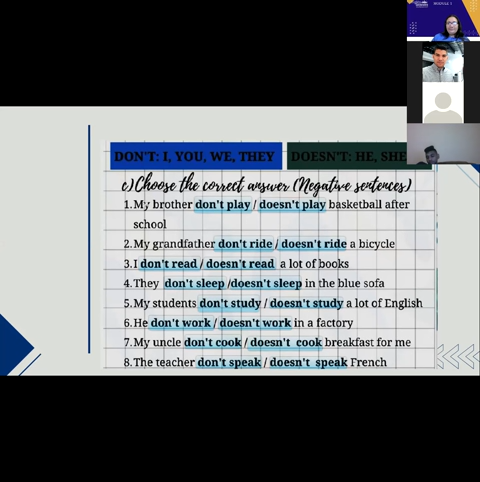 MODULE 1
DON'T: I, YOU, WE, THEY
DOESN'T: HE, SHE
c)Choose the correct answer (Negative sentences)
1.My brother don't play / doesn't play basketball after
school
2.My grandfather don't ride / doesn't ride a bicycle
3.I don't read / doesn't read a lot of books
4.They don't sleep /doesn't sleep in the blue sofa
5.My students don't study / doesn't study a lot of English
6.He don't work / doesn't work in a factory
7.My uncle don't cook / doesn't cook breakfast for me
8.The teacher don't speak / doesn't speak French